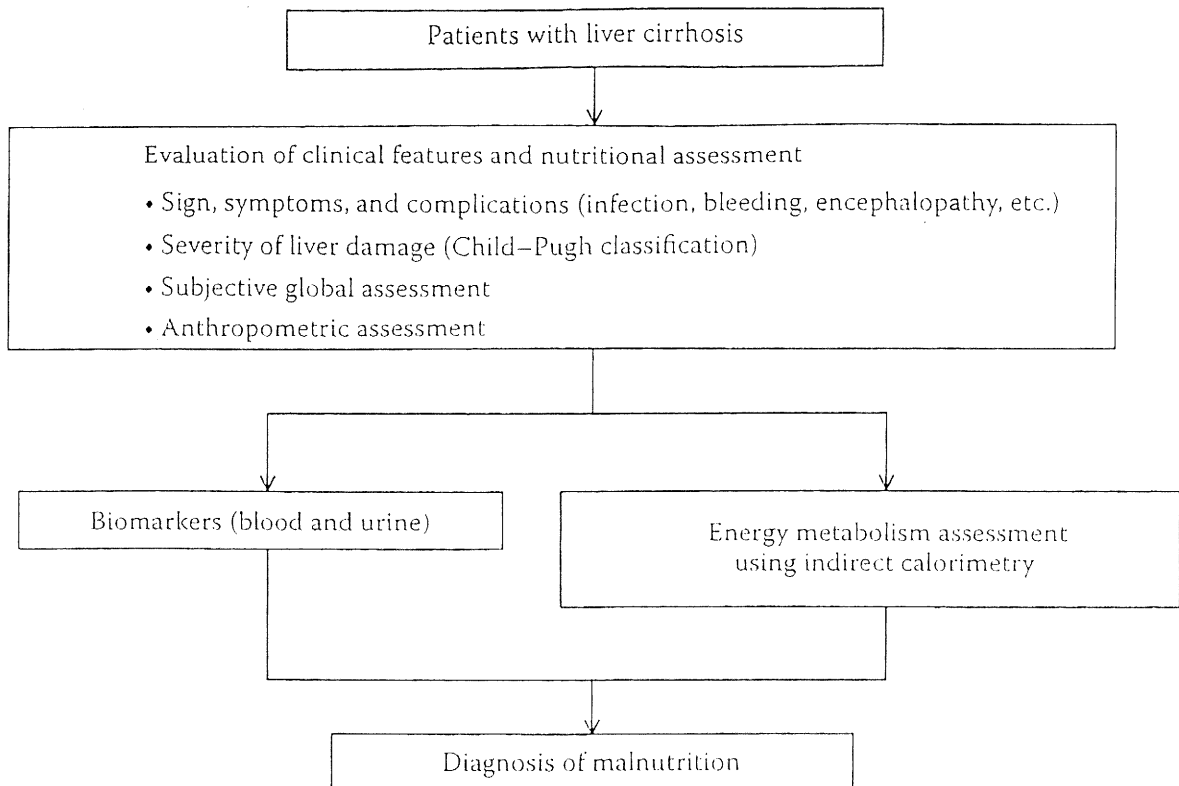 Patients with liver cirrhosis
Evaluation of clinical features and nutritional assessment
• Sign, symptoms, and complications (infection, bleeding, encephalopathy, etc.)
• Severity of liver damage (Child–Pugh classification)
• Subjective global assessment
• Anthropometric assessment
Biomarkers (blood and urine)
Energy metabolism assessment
using indirect calorimetry
Diagnosis of malnutrition